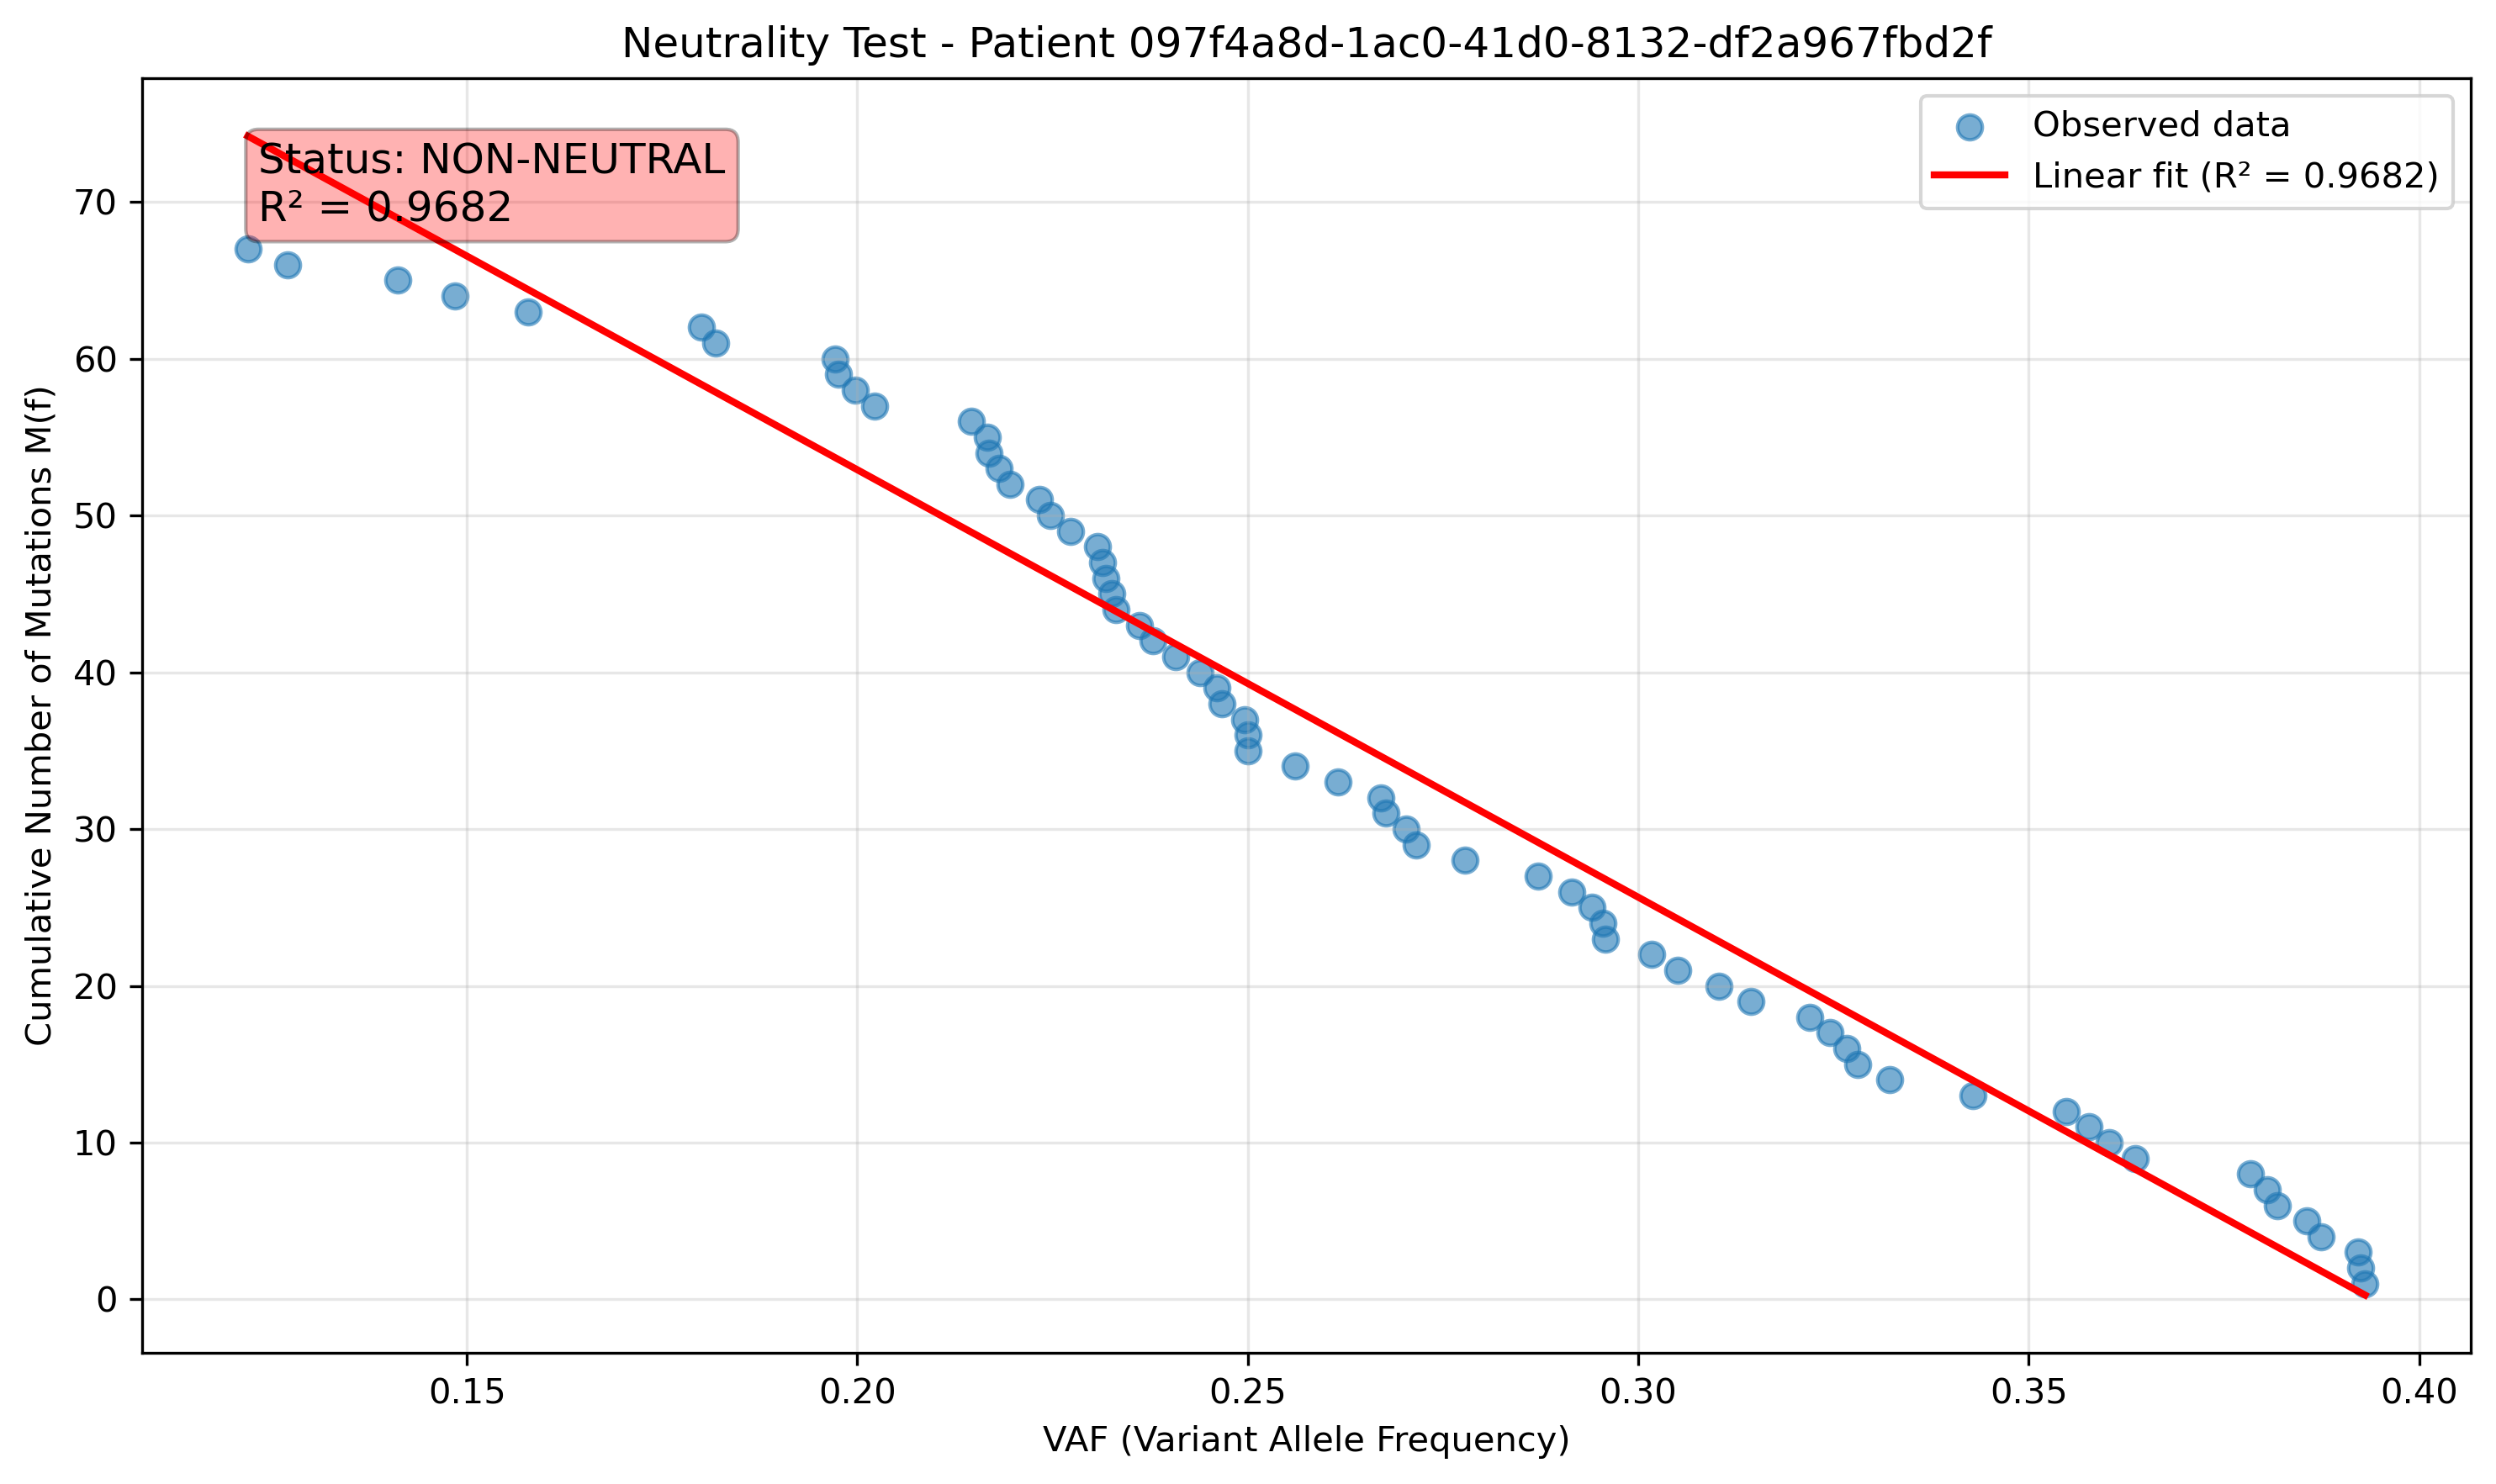 Neutrality Test - Patient 097f4a8d-1ac0-41d0-8132-df2a967fbd2f
Status: NON-NEUTRAL
R² = 0.9682
Observed data
Linear fit (R² = 0.9682)
Cumulative Number of Mutations M(f)
70
60
50
40
30
20
10
0
0.15 0.20 0.25 0.30 0.35 0.40
VAF (Variant Allele Frequency)